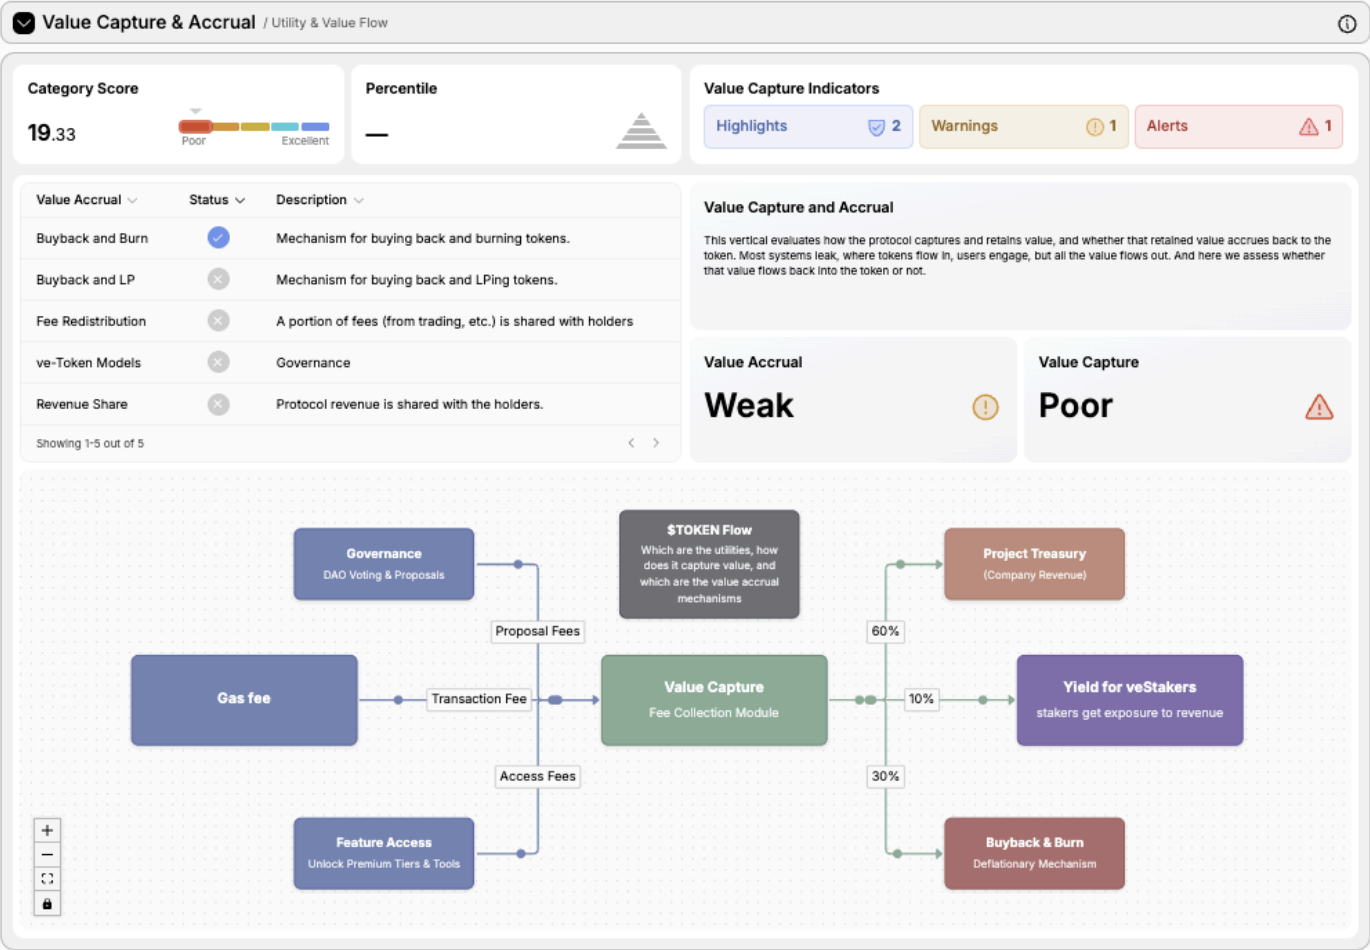 Value Capture & Accrual / Utility & Value Flow
Category Score
19.33
Poor
Excellent
Percentile
—
Value Capture Indicators
Highlights 2
Warnings 1
Alerts 1
Value Accrual Status Description
Buyback and Burn Mechanism for buying back and burning tokens.
Buyback and LP Mechanism for buying back and LPing tokens.
Fee Redistribution A portion of fees (from trading, etc.) is shared with holders
ve-Token Models Governance
Revenue Share Protocol revenue is shared with the holders.
Showing 1-5 out of 5
Value Capture and Accrual
This vertical evaluates how the protocol captures and retains value, and whether that retained value accrues back to the
token. Most systems leak, where tokens flow in, users engage, but all the value flows out. And here we assess whether
that value flows back into the token or not.
Value Accrual
Weak
Value Capture
Poor
Governance
DAO Voting & Proposals
$TOKEN Flow
Which are the utilities, how
does it capture value, and
which are the value accrual
mechanisms
Project Treasury
(Company Revenue)
Proposal Fees
60%
Gas fee
Transaction Fee
Value Capture
Fee Collection Module
10%
Yield for veStakers
stakers get exposure to revenue
Access Fees
30%
Feature Access
Unlock Premium Tiers & Tools
Buyback & Burn
Deflationary Mechanism